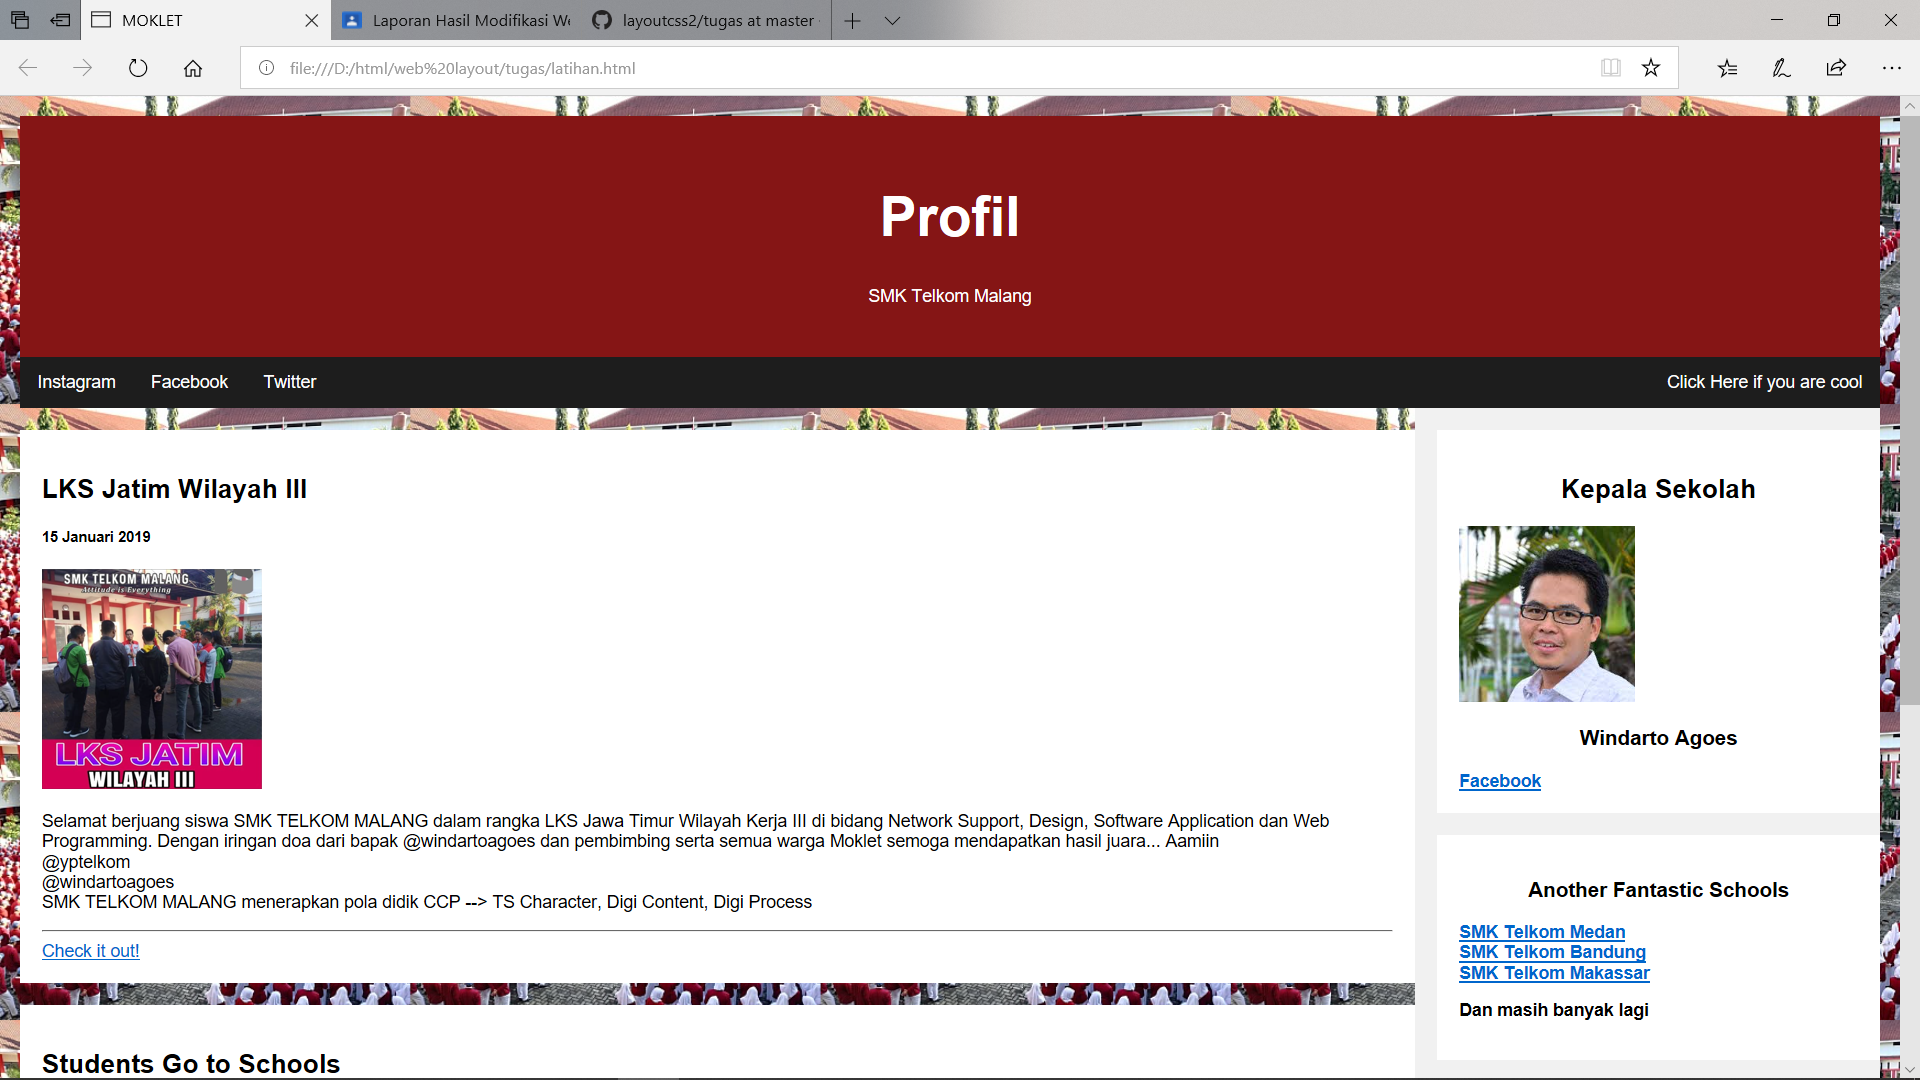 MOKLET
Laporan Hasil Modifikasi We
layoutcss2/tugas at master
file:///D:/html/web%20layout/tugas/latihan.html
Profil
SMK Telkom Malang
Instagram Facebook Twitter Click Here if you are cool
LKS Jatim Wilayah III
15 Januari 2019
SMK TELKOM MALANG
Attitude is Everything
LKS JATIM
WILAYAH III
Selamat berjuang siswa SMK TELKOM MALANG dalam rangka LKS Jawa Timur Wilayah Kerja III di bidang Network Support, Design, Software Application dan Web
Programming. Dengan iringan doa dari bapak @windartoagoes dan pembimbing serta semua warga Moklet semoga mendapatkan hasil juara... Aamiin
@yptelkom
@windartoagoes
SMK TELKOM MALANG menerapkan pola didik CCP --> TS Character, Digi Content, Digi Process
Check it out!
Students Go to Schools
Kepala Sekolah
Windarto Agoes
Facebook
Another Fantastic Schools
SMK Telkom Medan
SMK Telkom Bandung
SMK Telkom Makassar
Dan masih banyak lagi